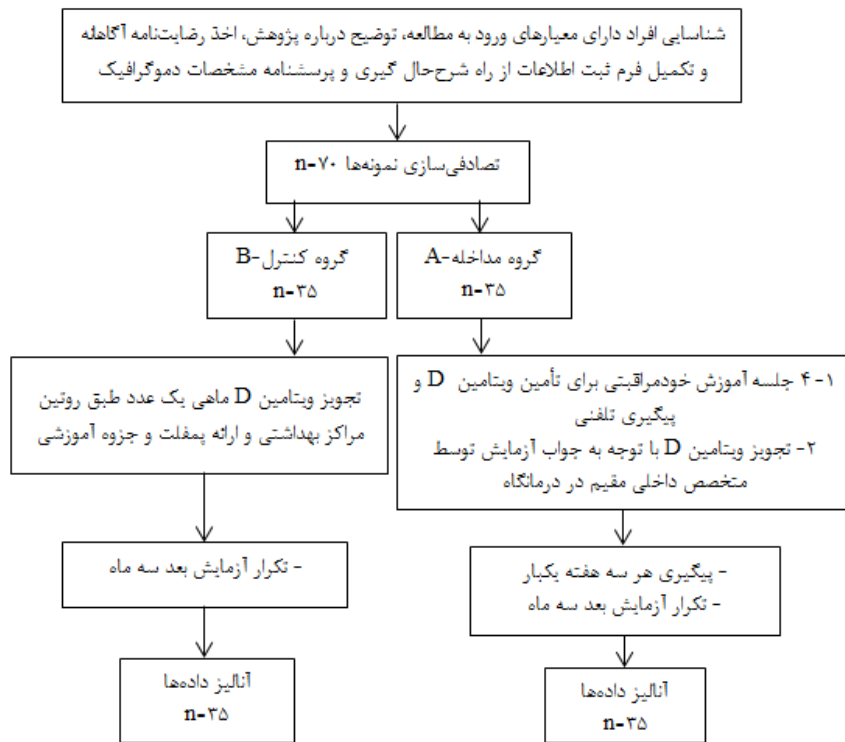 شناسایی افراد دارای معیارهای ورود به مطالعه، توضیح درباره پژوهش، اخذ رضایت‌نامه آگاهانه
و تکمیل فرم ثبت اطلاعات از راه شرح‌حال گیری و پرسشنامه مشخصات دموگرافیک
تصادفی‌سازی نمونه‌ها n-۷۰
گروه مداخله-A
n-۳۵
گروه کنترل-B
n-۳۵
۱- ۴ جلسه آموزش خودمراقبتی برای تأمین ویتامین D و
پیگیری تلفنی
۲- تجویز ویتامین D با توجه به جواب آزمایش توسط
متخصص داخلی مقیم در درمانگاه
تجویز ویتامین D ماهی یک عدد طبق روتین
مراکز بهداشتی و ارائه پمفلت و جزوه آموزشی
- پیگیری هر سه هفته یکبار
- تکرار آزمایش بعد سه ماه
- تکرار آزمایش بعد سه ماه
آنالیز داده‌ها
n-۳۵
آنالیز داده‌ها
n-۳۵